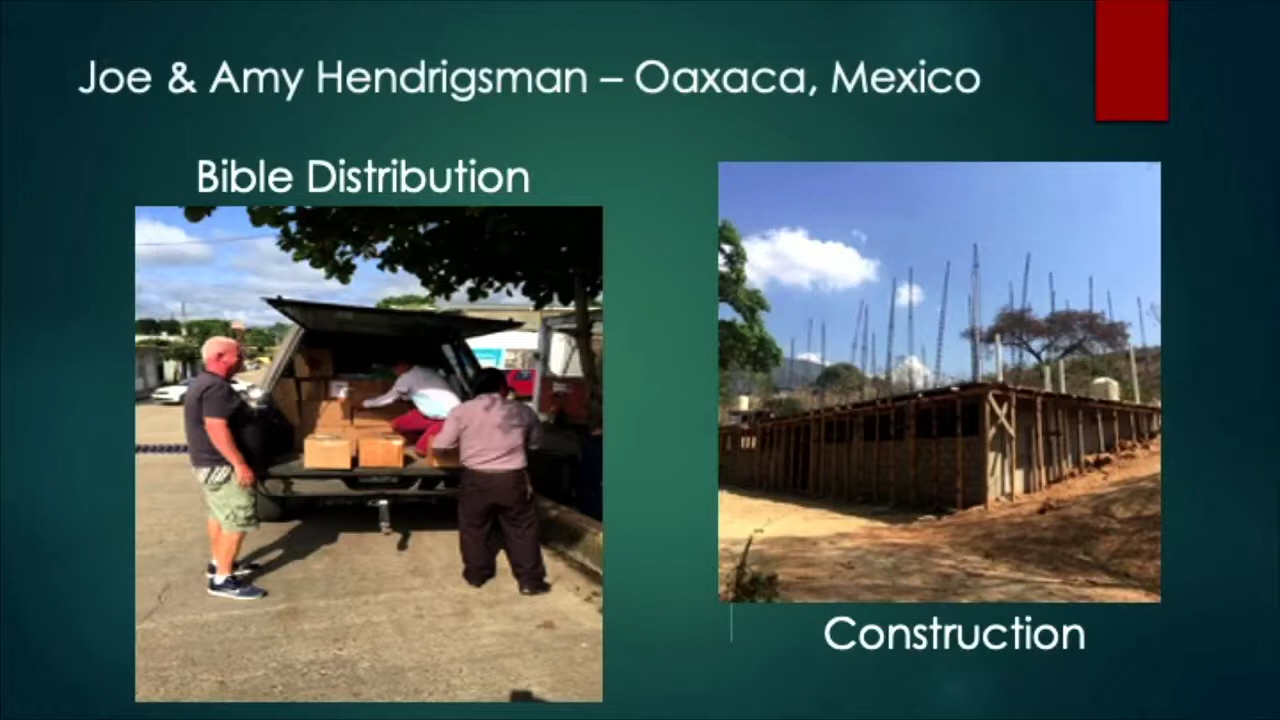 Joe & Amy Hendrigsman – Oaxaca, Mexico
Bible Distribution
Construction